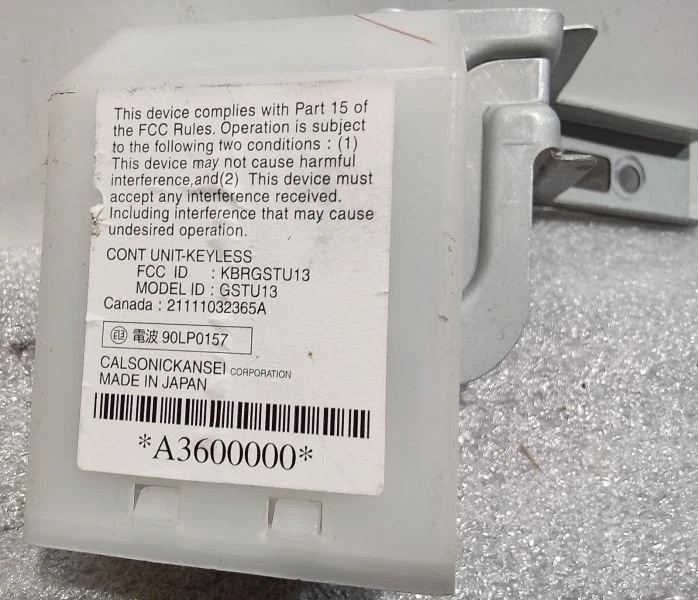 This device complies with Part 15 of
the FCC Rules. Operation is subject
to the following two conditions : (1)
This device may not cause harmful
interference,and(2) This device must
accept any interference received.
Including interference that may cause
undesired operation.
CONT UNIT-KEYLESS
FCC ID : KBRGSTU13
MODEL ID : GSTU13
Canada : 21111032365A
電波 90LP0157
CALSONICKANSEI CORPORATION
MADE IN JAPAN
*A3600000*